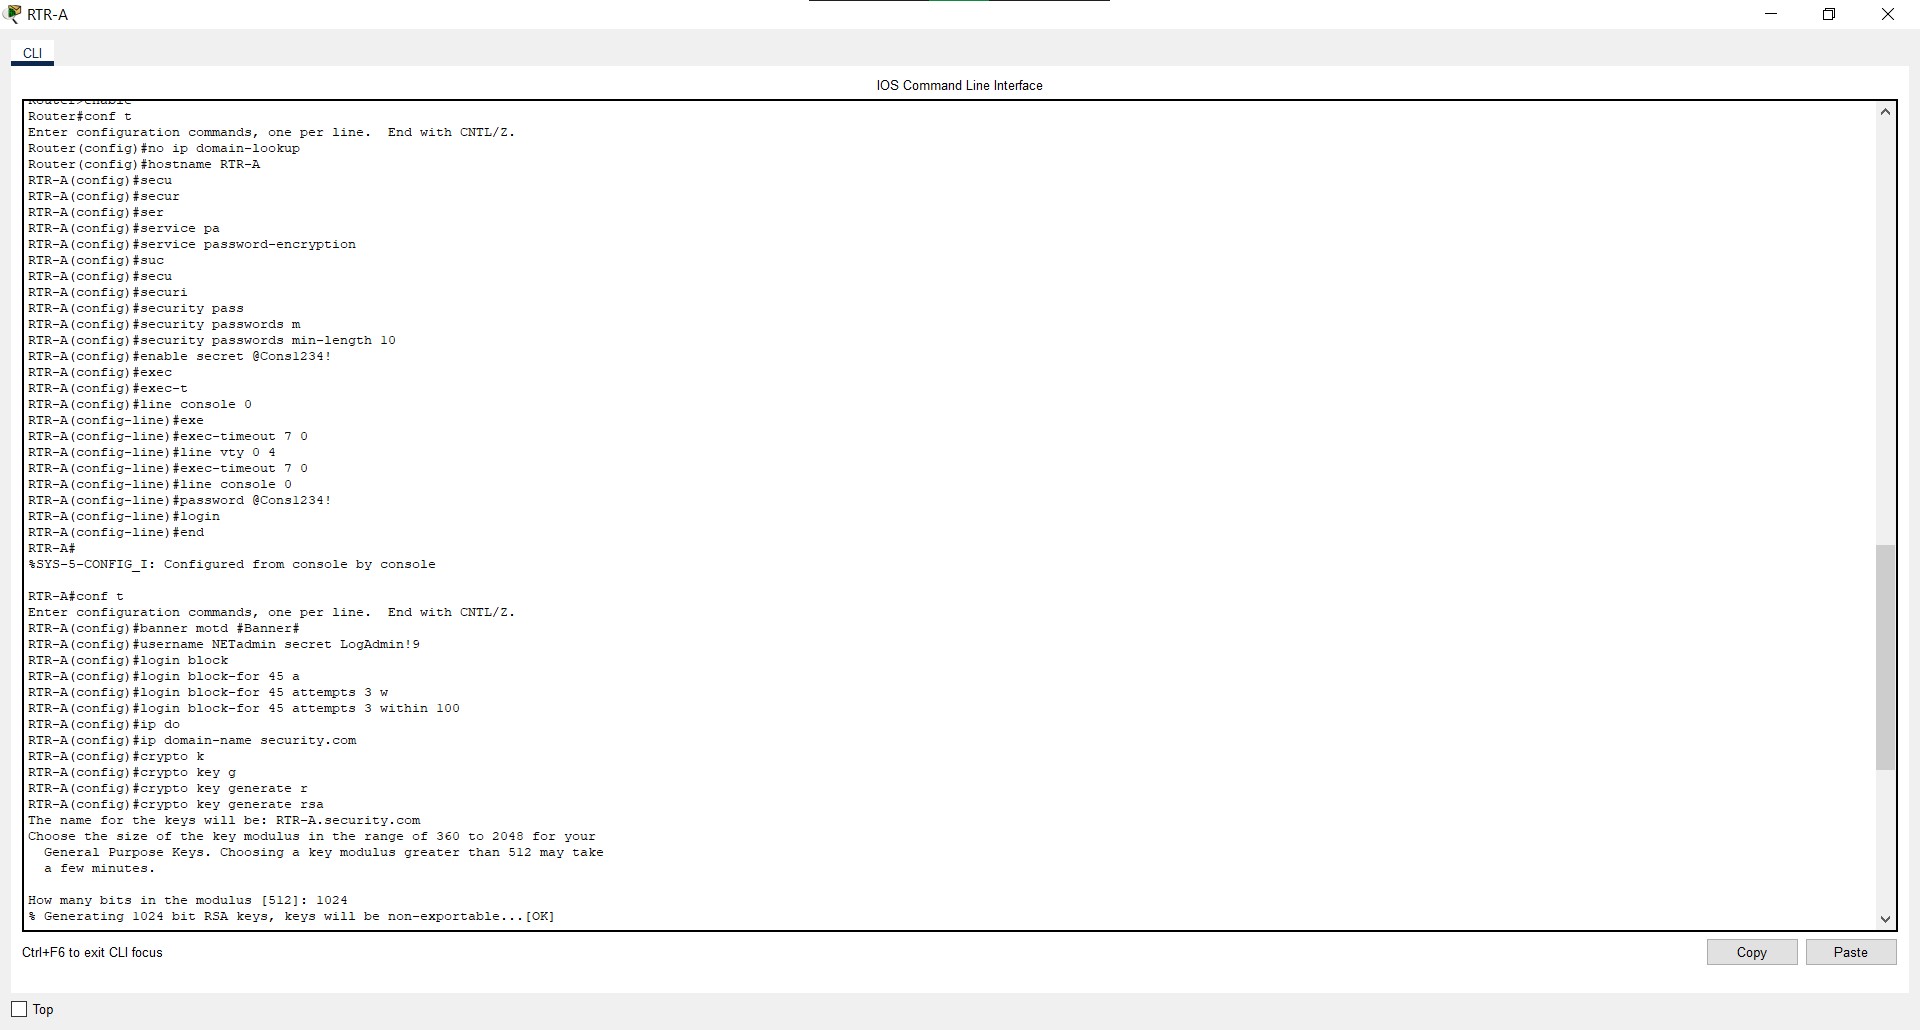 RTR-A
CLI
IOS Command Line Interface
Router>enable
Router#conf t
Enter configuration commands, one per line.  End with CNTL/Z.
Router(config)#no ip domain-lookup
Router(config)#hostname RTR-A
RTR-A(config)#secu
RTR-A(config)#secur
RTR-A(config)#ser
RTR-A(config)#service pa
RTR-A(config)#service password-encryption
RTR-A(config)#suc
RTR-A(config)#secu
RTR-A(config)#securi
RTR-A(config)#security pass
RTR-A(config)#security passwords m
RTR-A(config)#security passwords min-length 10
RTR-A(config)#enable secret @Cons1234!
RTR-A(config)#exec
RTR-A(config)#exec-t
RTR-A(config)#line console 0
RTR-A(config-line)#exe
RTR-A(config-line)#exec-timeout 7 0
RTR-A(config-line)#line vty 0 4
RTR-A(config-line)#exec-timeout 7 0
RTR-A(config-line)#line console 0
RTR-A(config-line)#password @Cons1234!
RTR-A(config-line)#login
RTR-A(config-line)#end
RTR-A#
%SYS-5-CONFIG_I: Configured from console by console
RTR-A#conf t
Enter configuration commands, one per line.  End with CNTL/Z.
RTR-A(config)#banner motd #Banner#
RTR-A(config)#username NETadmin secret LogAdmin!9
RTR-A(config)#login block
RTR-A(config)#login block-for 45 a
RTR-A(config)#login block-for 45 attempts 3 w
RTR-A(config)#login block-for 45 attempts 3 within 100
RTR-A(config)#ip do
RTR-A(config)#ip domain-name security.com
RTR-A(config)#crypto k
RTR-A(config)#crypto key g
RTR-A(config)#crypto key generate r
RTR-A(config)#crypto key generate rsa
The name for the keys will be: RTR-A.security.com
Choose the size of the key modulus in the range of 360 to 2048 for your
General Purpose Keys. Choosing a key modulus greater than 512 may take
a few minutes.
How many bits in the modulus [512]: 1024
% Generating 1024 bit RSA keys, keys will be non-exportable...[OK]
Ctrl+F6 to exit CLI focus
Copy
Paste
Top